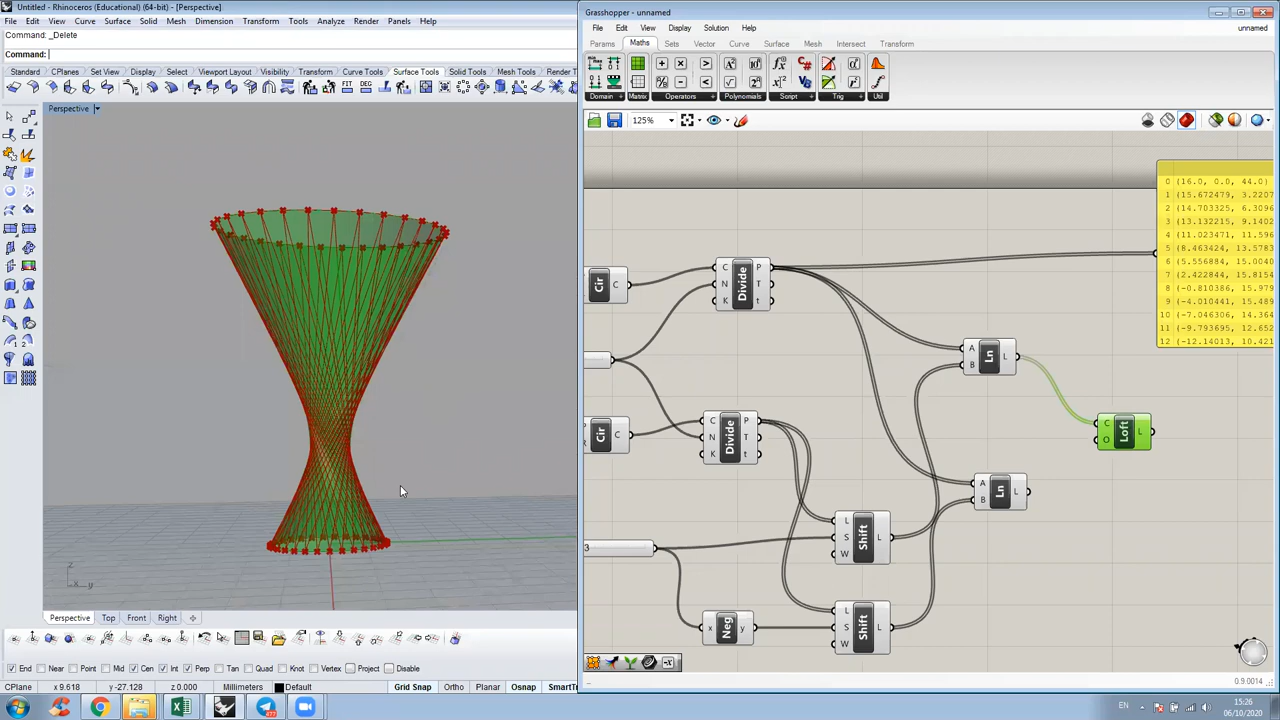 Untitled - Rhinoceros (Educational) (64-bit) - [Perspective]
File Edit View Curve Surface Solid Mesh Dimension Transform Tools Analyze Render Panels Help
Command: _Delete
Command:
Standard CPlanes Set View Display Select Viewport Layout Visibility Transform Curve Tools Surface Tools Solid Tools Mesh Tools Render T
Perspective
z
x y
Perspective Top Front Right
End Near Point Mid Cen Int Perp Tan Quad Knot Vertex Project Disable
CPlane x 9.618 y -27.128 z 0.000 Millimeters Default Grid Snap Ortho Planar Osnap SmartTr
Grasshopper - unnamed
File Edit View Display Solution Help
unnamed
Params Maths Sets Vector Curve Surface Mesh Intersect Transform
Domain Matrix Operators Polynomials Script Trig Util
125%
0 {16.0, 0.0, 44.0}
1 {15.672479, 3.2207
2 {14.703325, 6.3096
3 {13.132215, 9.1402
4 {11.023471, 11.596
5 {8.463424, 13.5783
6 {5.556884, 15.0040
7 {2.422844, 15.8154
8 {-0.810386, 15.979
9 {-4.010441, 15.489
10 {-7.046306, 14.364
11 {-9.793695, 12.652
12 {-12.14013, 10.421
Cir C
C N K Divide P T t
A B Ln L
Cir C
C N K Divide P T t
C O Loft L
A B Ln L
3
L S W Shift L
x Neg y
L S W Shift L
0.9.0014
477
EN
15:26
06/10/2020